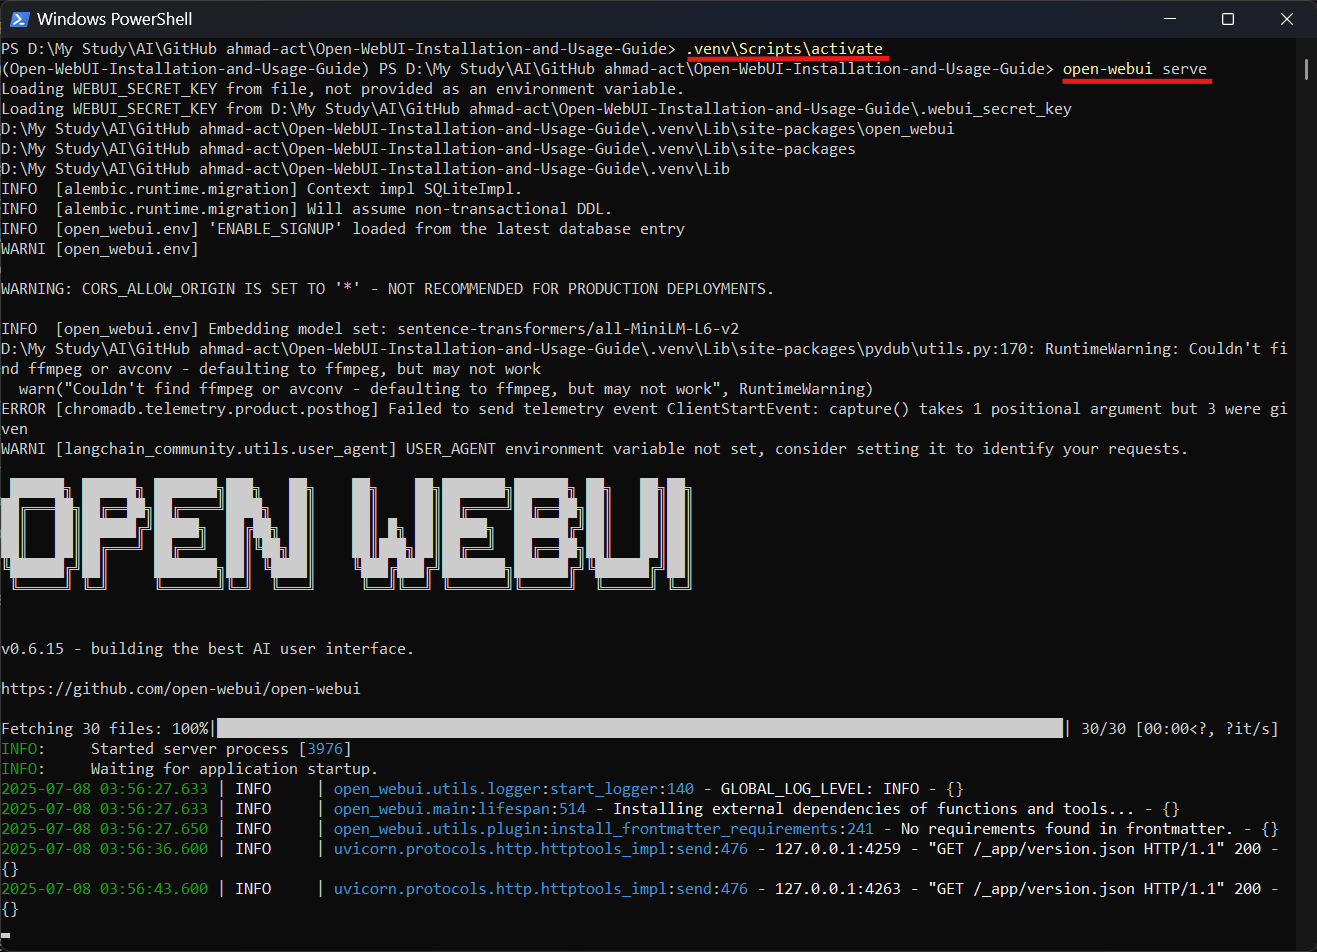 Windows PowerShell
PS D:\My Study\AI\GitHub ahmad-act\Open-WebUI-Installation-and-Usage-Guide> .venv\Scripts\activate
(Open-WebUI-Installation-and-Usage-Guide) PS D:\My Study\AI\GitHub ahmad-act\Open-WebUI-Installation-and-Usage-Guide> open-webui serve
Loading WEBUI_SECRET_KEY from file, not provided as an environment variable.
Loading WEBUI_SECRET_KEY from D:\My Study\AI\GitHub ahmad-act\Open-WebUI-Installation-and-Usage-Guide\.webui_secret_key
D:\My Study\AI\GitHub ahmad-act\Open-WebUI-Installation-and-Usage-Guide\.venv\Lib\site-packages\open_webui
D:\My Study\AI\GitHub ahmad-act\Open-WebUI-Installation-and-Usage-Guide\.venv\Lib\site-packages
D:\My Study\AI\GitHub ahmad-act\Open-WebUI-Installation-and-Usage-Guide\.venv\Lib
INFO  [alembic.runtime.migration] Context impl SQLiteImpl.
INFO  [alembic.runtime.migration] Will assume non-transactional DDL.
INFO  [open_webui.env] 'ENABLE_SIGNUP' loaded from the latest database entry
WARNI [open_webui.env]
WARNING: CORS_ALLOW_ORIGIN IS SET TO '*' - NOT RECOMMENDED FOR PRODUCTION DEPLOYMENTS.
INFO  [open_webui.env] Embedding model set: sentence-transformers/all-MiniLM-L6-v2
D:\My Study\AI\GitHub ahmad-act\Open-WebUI-Installation-and-Usage-Guide\.venv\Lib\site-packages\pydub\utils.py:170: RuntimeWarning: Couldn't fi
nd ffmpeg or avconv - defaulting to ffmpeg, but may not work
  warn("Couldn't find ffmpeg or avconv - defaulting to ffmpeg, but may not work", RuntimeWarning)
ERROR [chromadb.telemetry.product.posthog] Failed to send telemetry event ClientStartEvent: capture() takes 1 positional argument but 3 were gi
ven
WARNI [langchain_community.utils.user_agent] USER_AGENT environment variable not set, consider setting it to identify your requests.
OPEN WEBUI
v0.6.15 - building the best AI user interface.
https://github.com/open-webui/open-webui
Fetching 30 files: 100%| | 30/30 [00:00<?, ?it/s]
INFO:     Started server process [3976]
INFO:     Waiting for application startup.
2025-07-08 03:56:27.633 | INFO     | open_webui.utils.logger:start_logger:140 - GLOBAL_LOG_LEVEL: INFO - {}
2025-07-08 03:56:27.633 | INFO     | open_webui.main:lifespan:514 - Installing external dependencies of functions and tools... - {}
2025-07-08 03:56:27.650 | INFO     | open_webui.utils.plugin:install_frontmatter_requirements:241 - No requirements found in frontmatter. - {}
2025-07-08 03:56:36.600 | INFO     | uvicorn.protocols.http.httptools_impl:send:476 - 127.0.0.1:4259 - "GET /_app/version.json HTTP/1.1" 200 -
{}
2025-07-08 03:56:43.600 | INFO     | uvicorn.protocols.http.httptools_impl:send:476 - 127.0.0.1:4263 - "GET /_app/version.json HTTP/1.1" 200 -
{}